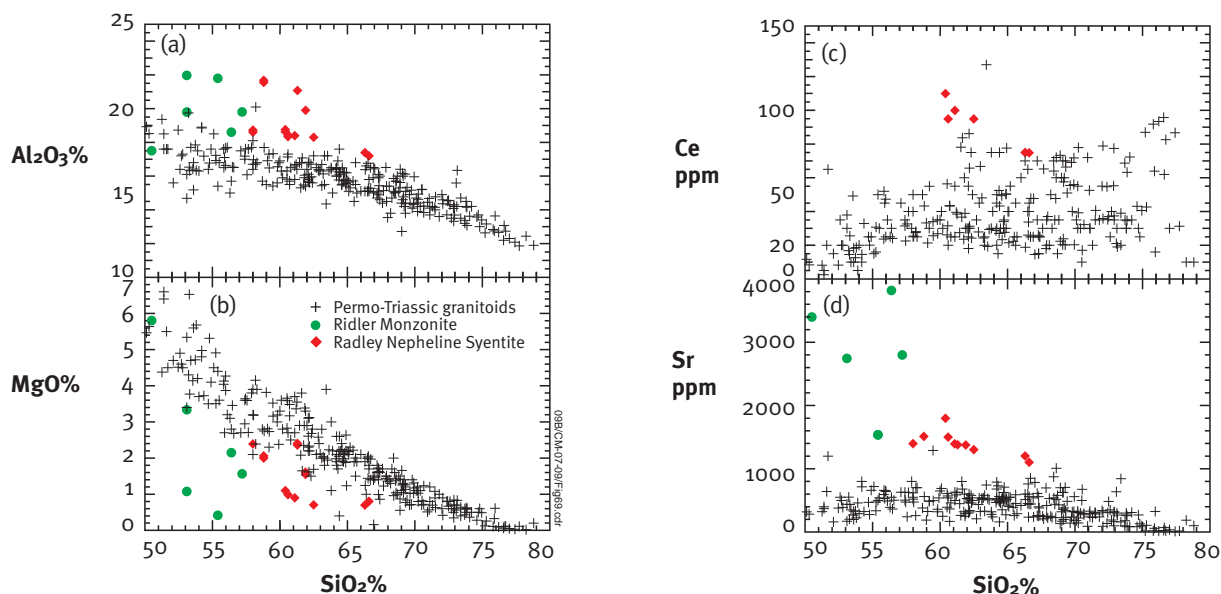 (a)
25
20
15
10
Al₂O₃%
(b)
7
6
5
4
3
2
1
0
MgO%
Permo-Triassic granitoids
Ridler Monzonite
Radley Nepheline Syentite
09B/CM-07-09/Fig69.cdr
50 55 60 65 70 75 80
SiO₂%
(c)
150
100
50
20
0
Ce
ppm
(d)
4000
3000
2000
1000
0
Sr
ppm
50 55 60 65 70 75 80
SiO₂%